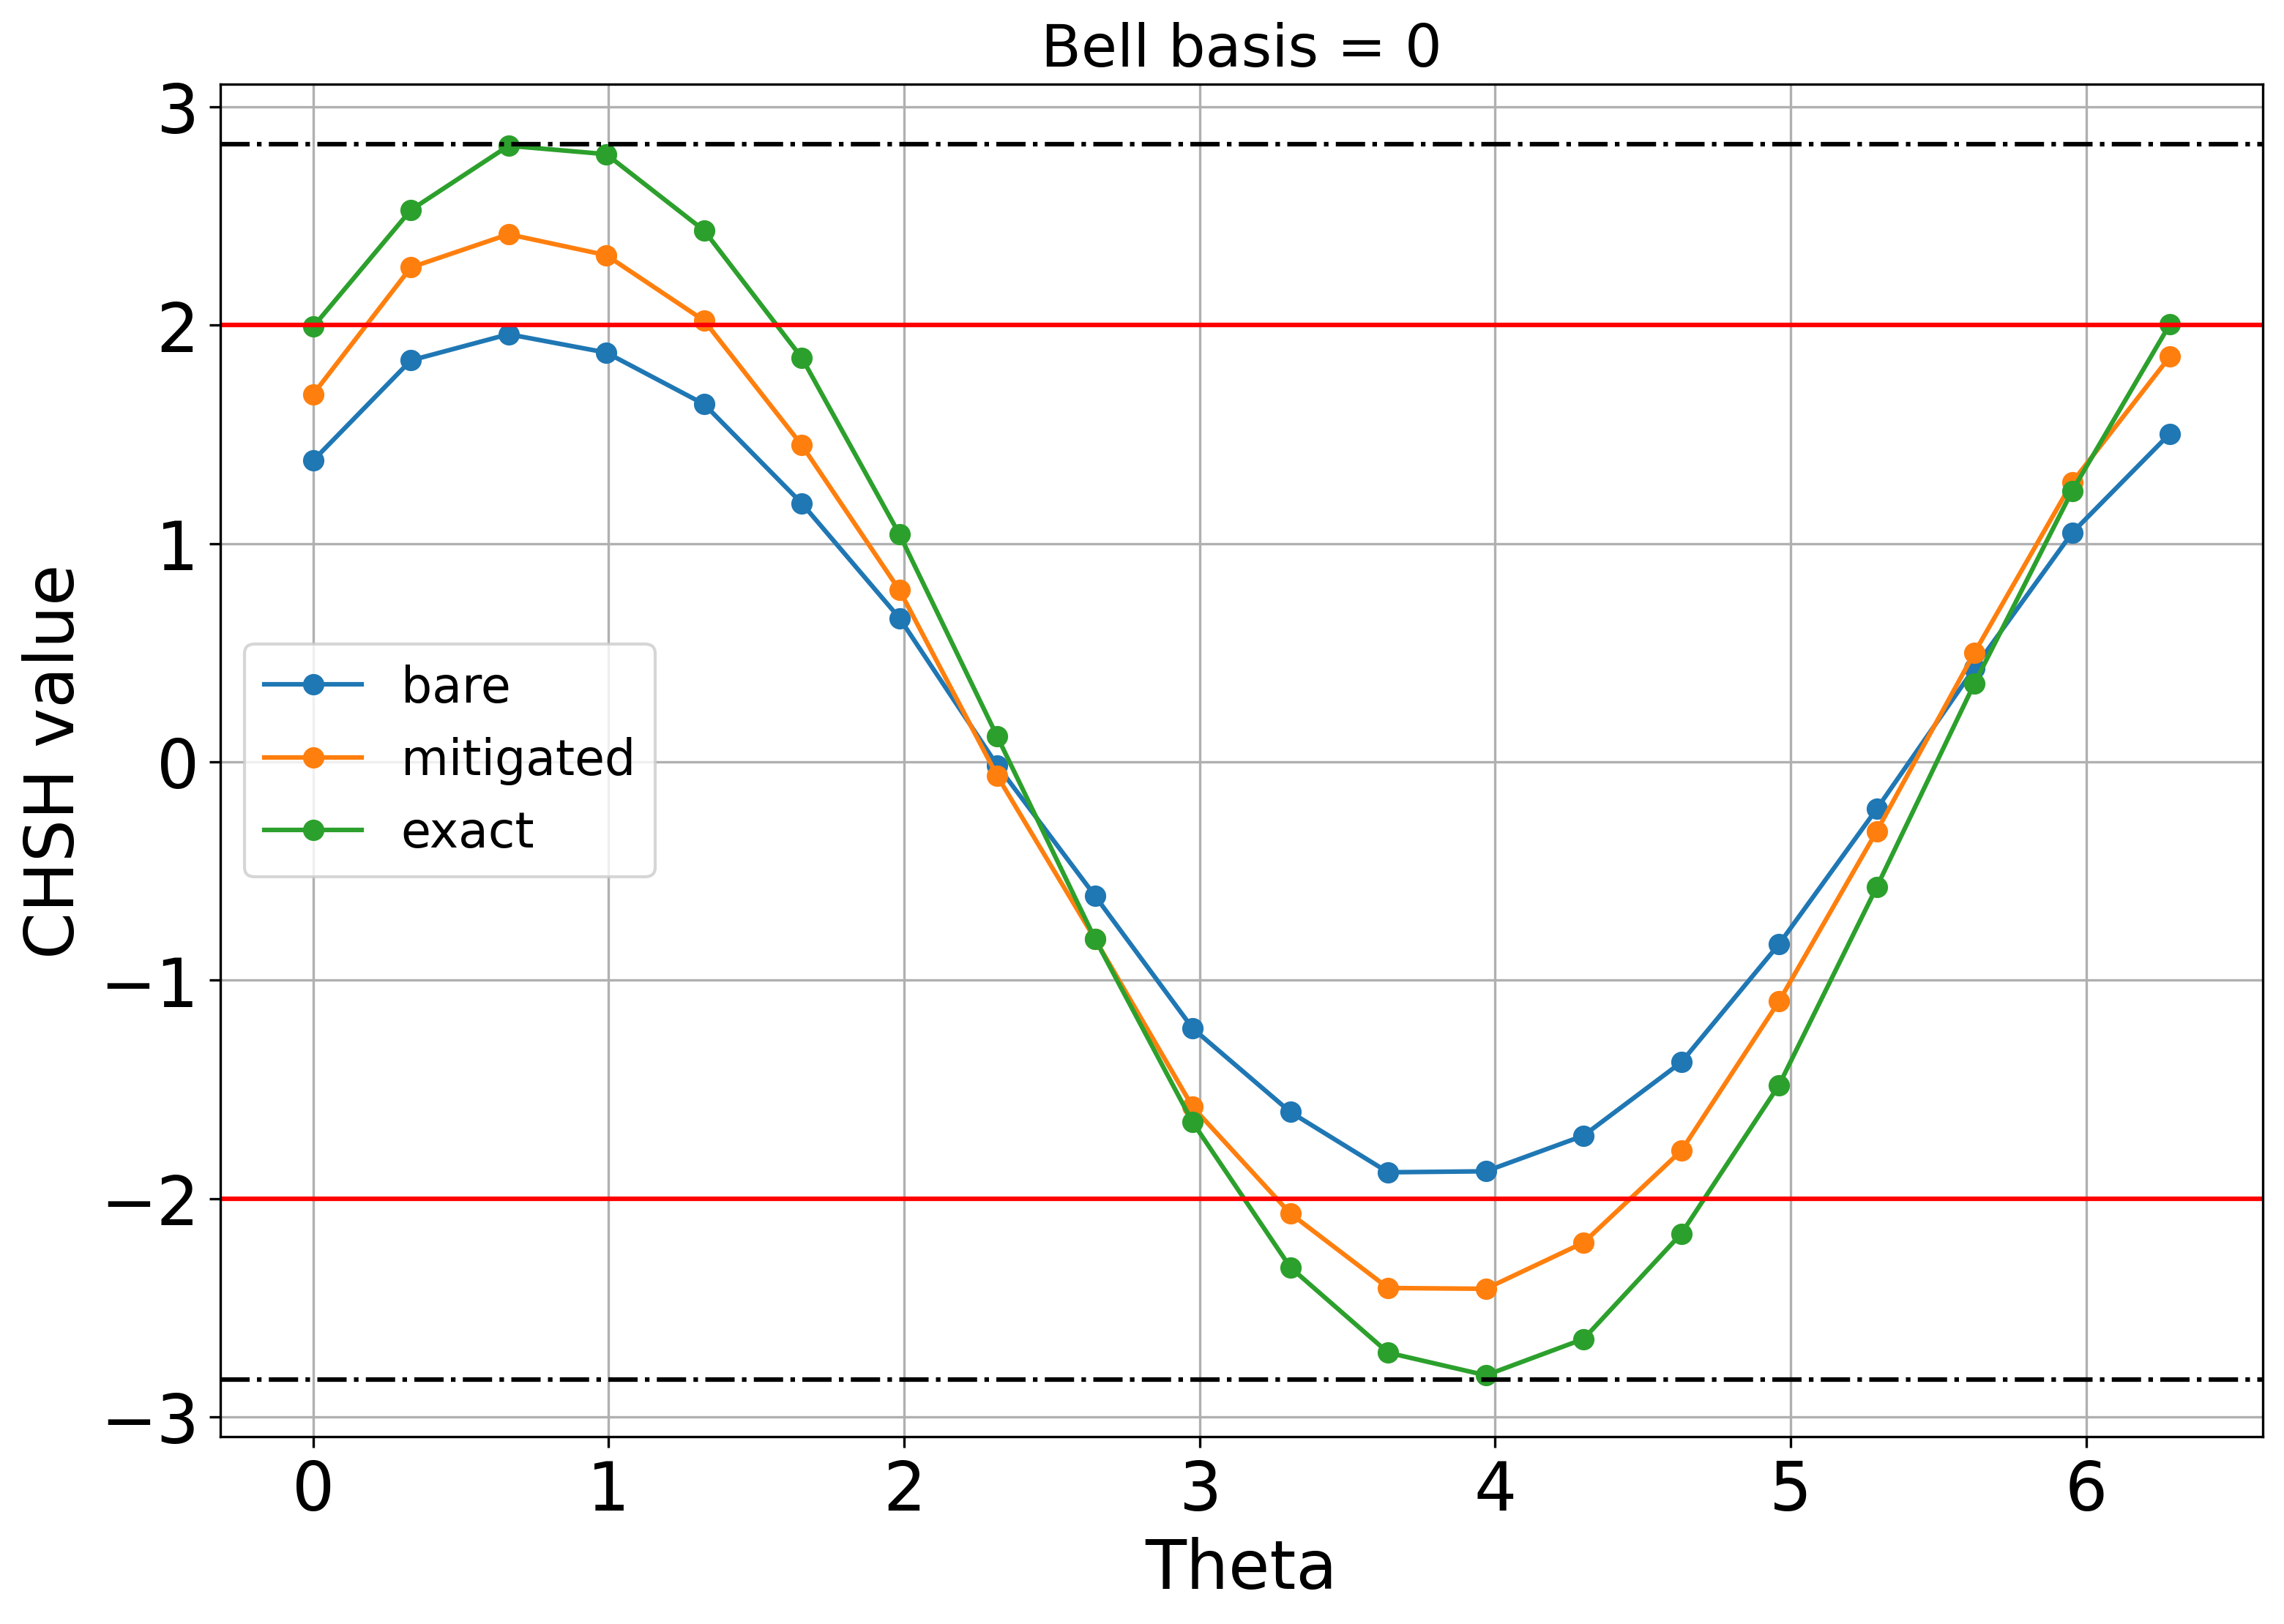 Bell basis = 0
3
2
1
0
−1
−2
−3
CHSH value
bare
mitigated
exact
0 1 2 3 4 5 6
Theta